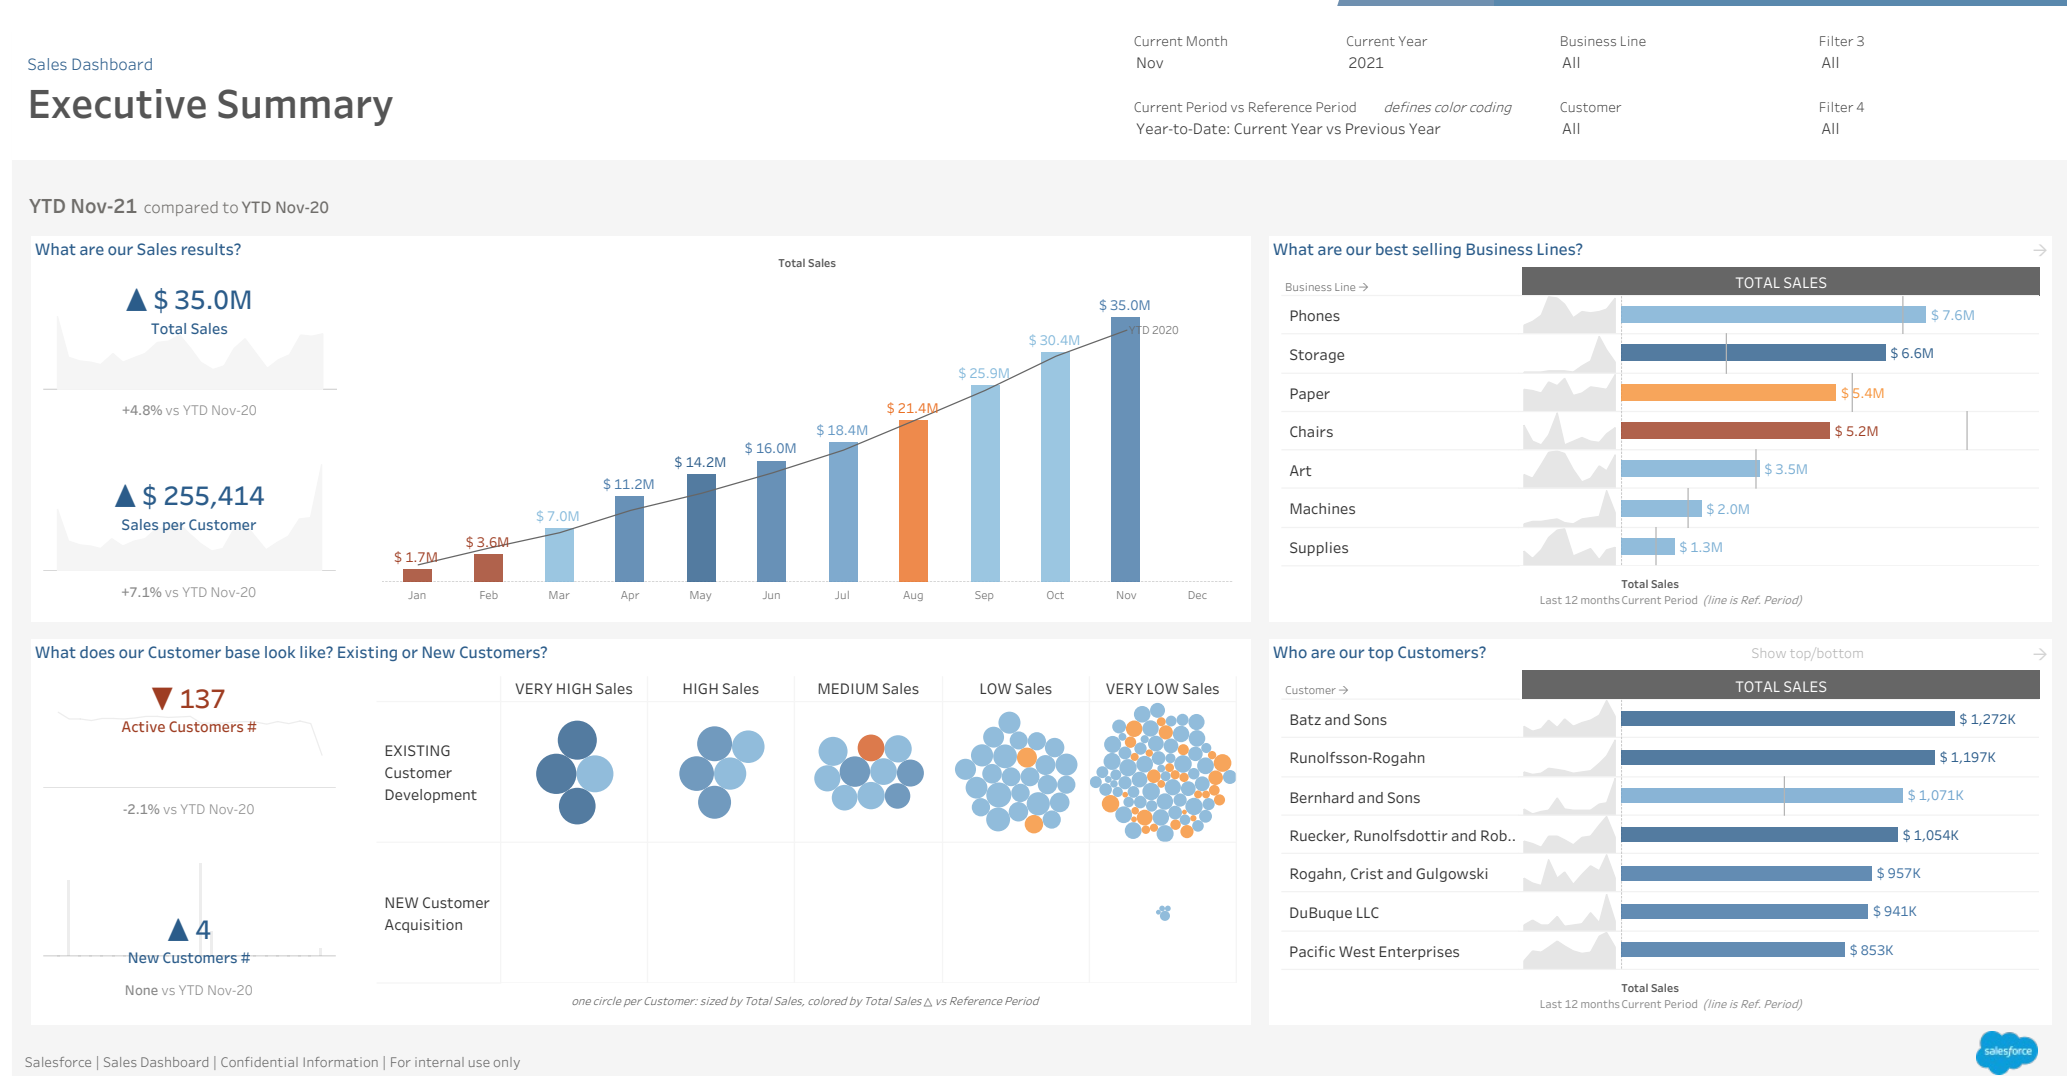 Sales Dashboard
Executive Summary
Current Month
Nov
Current Year
2021
Business Line
All
Filter 3
All
Current Period vs Reference Period defines color coding
Year-to-Date: Current Year vs Previous Year
Customer
All
Filter 4
All
YTD Nov-21 compared to YTD Nov-20
What are our Sales results?
▲ $ 35.0M
Total Sales
+4.8% vs YTD Nov-20
▲ $ 255,414
Sales per Customer
+7.1% vs YTD Nov-20
Total Sales
$ 1.7M
$ 3.6M
$ 7.0M
$ 11.2M
$ 14.2M
$ 16.0M
$ 18.4M
$ 21.4M
$ 25.9M
$ 30.4M
$ 35.0M
YTD 2020
Jan Feb Mar Apr May Jun Jul Aug Sep Oct Nov Dec
What are our best selling Business Lines?
→
Business Line →
TOTAL SALES
Phones $ 7.6M
Storage $ 6.6M
Paper $ 5.4M
Chairs $ 5.2M
Art $ 3.5M
Machines $ 2.0M
Supplies $ 1.3M
Total Sales
Last 12 months Current Period (line is Ref. Period)
What does our Customer base look like? Existing or New Customers?
▼ 137
Active Customers #
-2.1% vs YTD Nov-20
▲ 4
New Customers #
None vs YTD Nov-20
VERY HIGH Sales HIGH Sales MEDIUM Sales LOW Sales VERY LOW Sales
EXISTING
Customer
Development
NEW Customer
Acquisition
one circle per Customer: sized by Total Sales, colored by Total Sales △ vs Reference Period
Who are our top Customers?
Show top/bottom
→
Customer →
TOTAL SALES
Batz and Sons $ 1,272K
Runolfsson-Rogahn $ 1,197K
Bernhard and Sons $ 1,071K
Ruecker, Runolfsdottir and Rob.. $ 1,054K
Rogahn, Crist and Gulgowski $ 957K
DuBuque LLC $ 941K
Pacific West Enterprises $ 853K
Total Sales
Last 12 months Current Period (line is Ref. Period)
Salesforce | Sales Dashboard | Confidential Information | For internal use only
salesforce